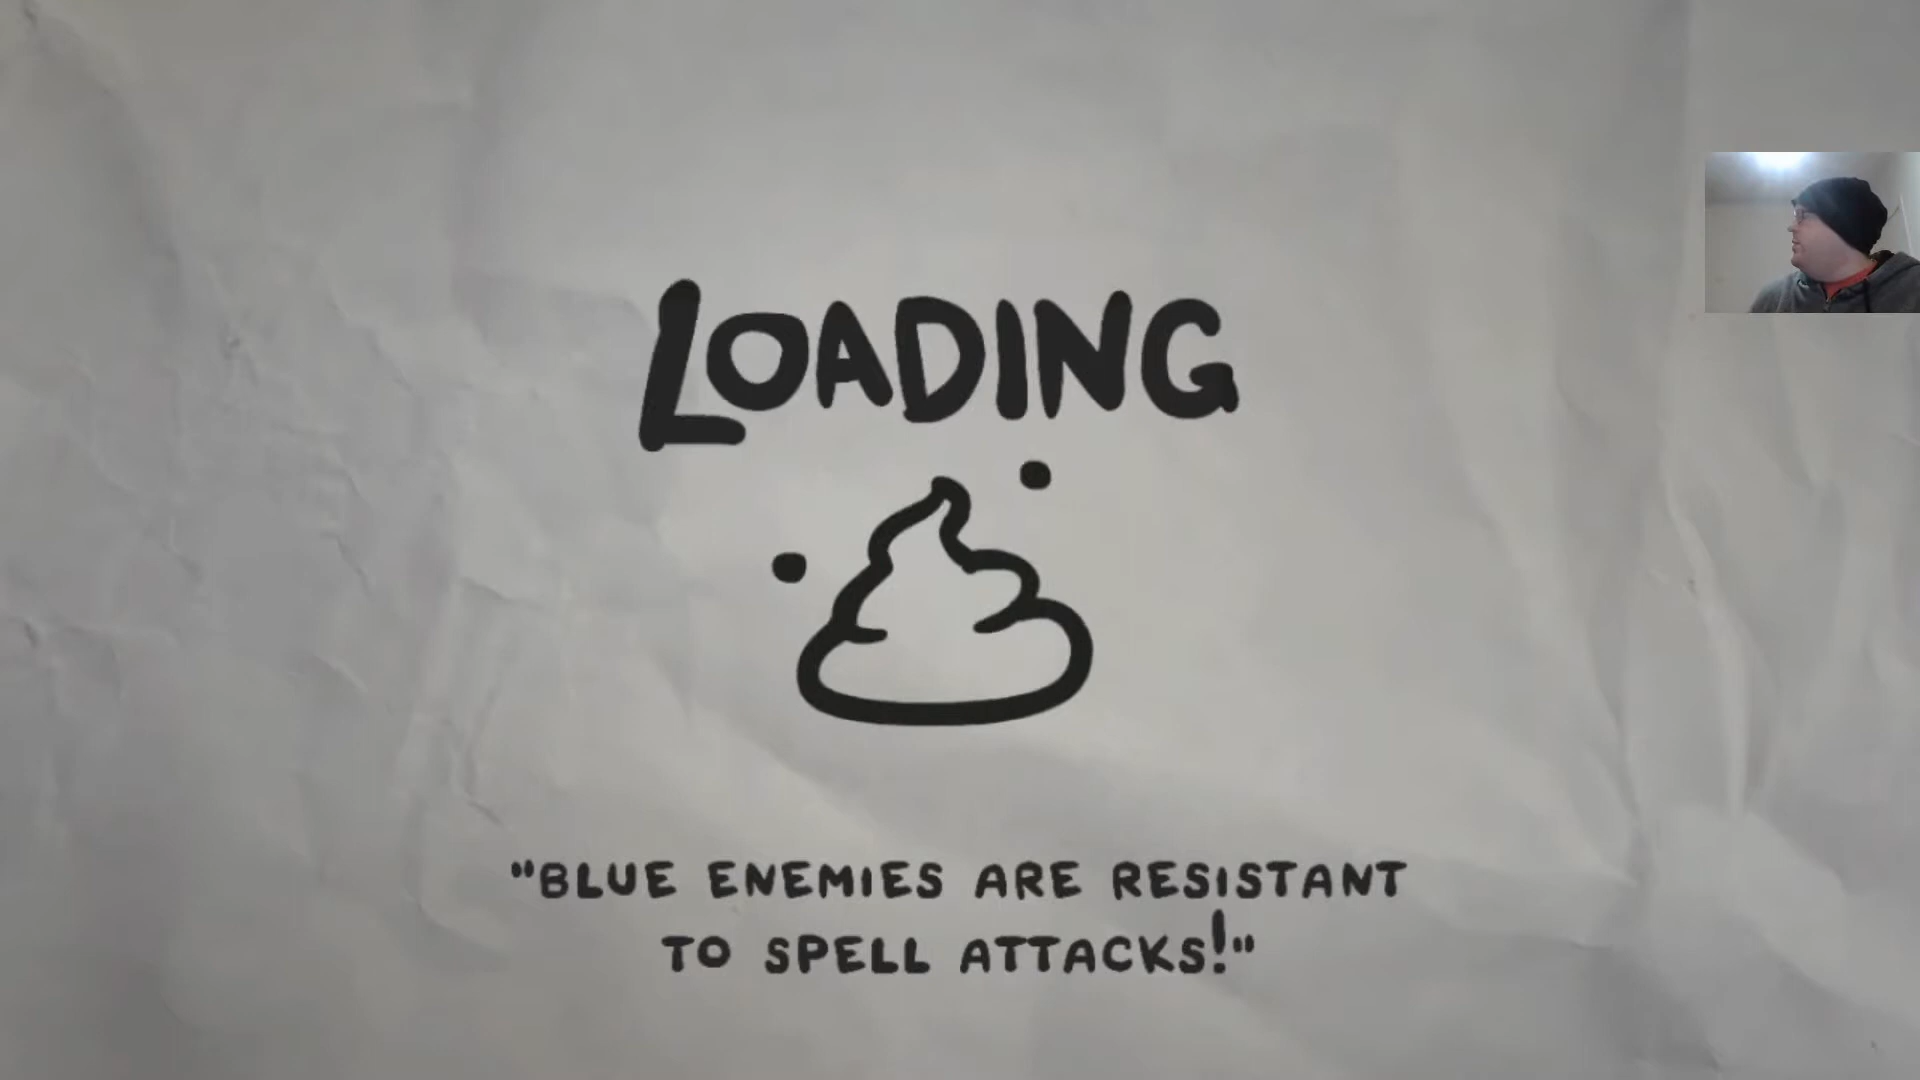 LOADING
"BLUE ENEMIES ARE RESISTANT
TO SPELL ATTACKS!"